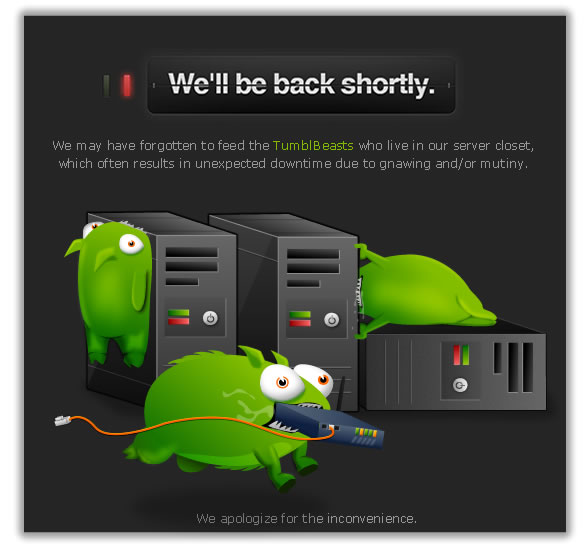 We'll be back shortly.
We may have forgotten to feed the TumblBeasts who live in our server closet,
which often results in unexpected downtime due to gnawing and/or mutiny.
We apologize for the inconvenience.